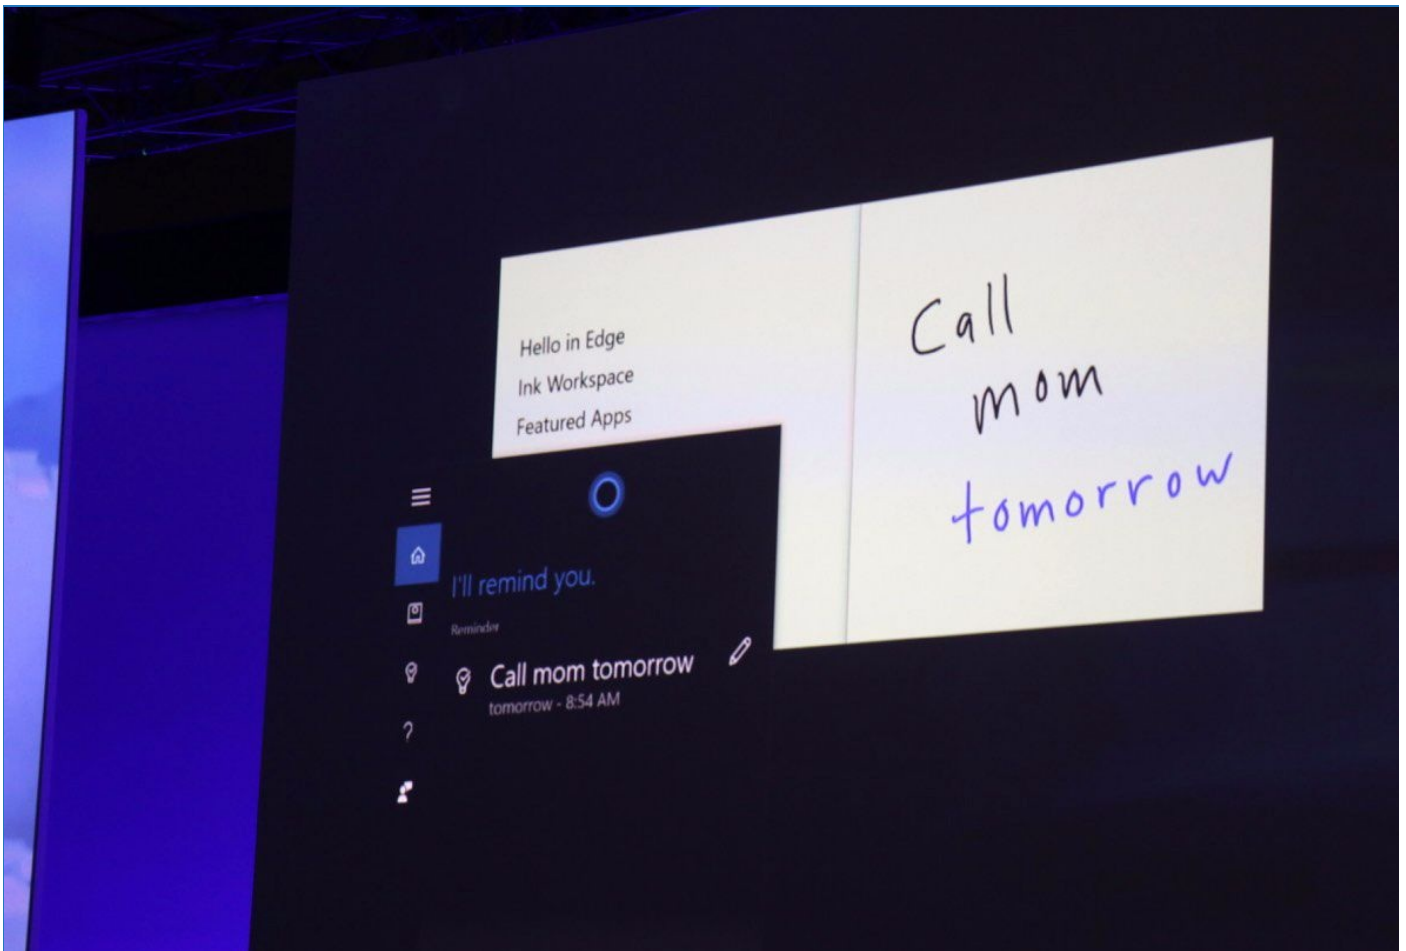 Hello in Edge
Ink Workspace
Featured Apps
Call
mom
tomorrow
I'll remind you.
Reminder
Call mom tomorrow
tomorrow - 8:54 AM